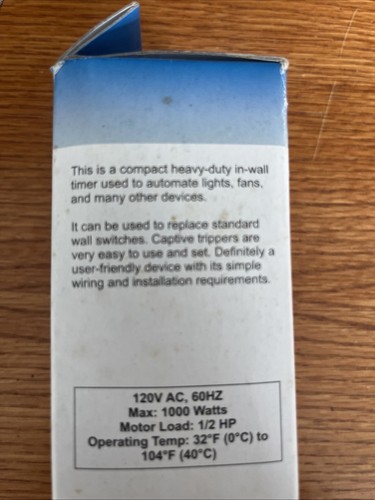 This is a compact heavy-duty in-wall
timer used to automate lights, fans,
and many other devices.
It can be used to replace standard
wall switches. Captive trippers are
very easy to use and set. Definitely a
user-friendly device with its simple
wiring and installation requirements.
120V AC, 60HZ
Max: 1000 Watts
Motor Load: 1/2 HP
Operating Temp: 32°F (0°C) to
104°F (40°C)